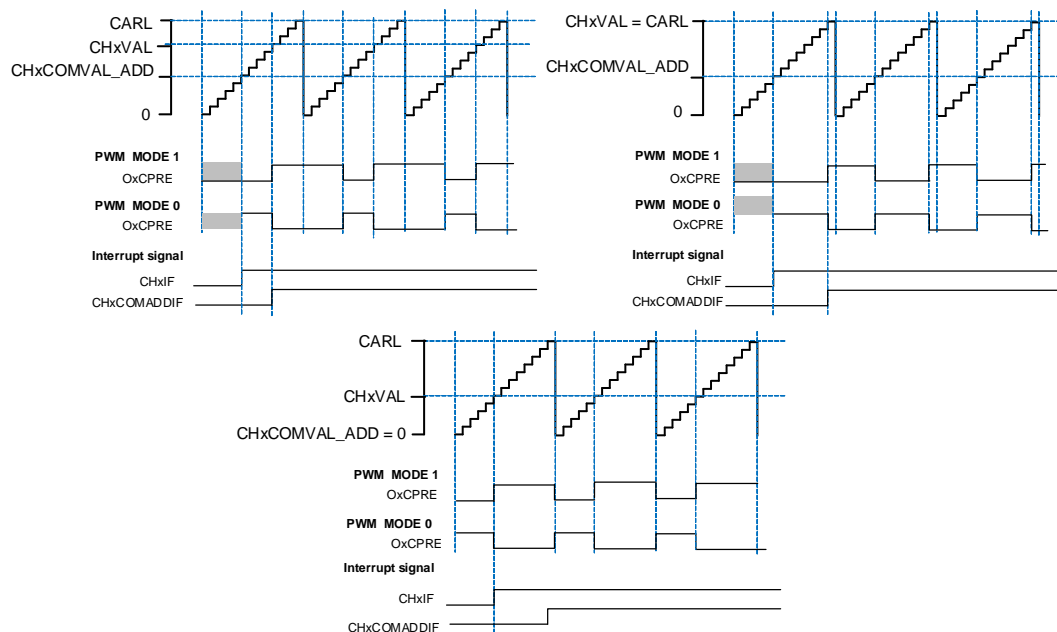 CARL
CHxVAL
CHxCOMVAL_ADD
0
PWM MODE 1
OxCPRE
PWM MODE 0
OxCPRE
Interrupt signal
CHxIF
CHxCOMADDIF
CHxVAL = CARL
CHxCOMVAL_ADD
0
PWM MODE 1
OxCPRE
PWM MODE 0
OxCPRE
Interrupt signal
CHxIF
CHxCOMADDIF
CARL
CHxVAL
CHxCOMVAL_ADD = 0
PWM MODE 1
OxCPRE
PWM MODE 0
OxCPRE
Interrupt signal
CHxIF
CHxCOMADDIF